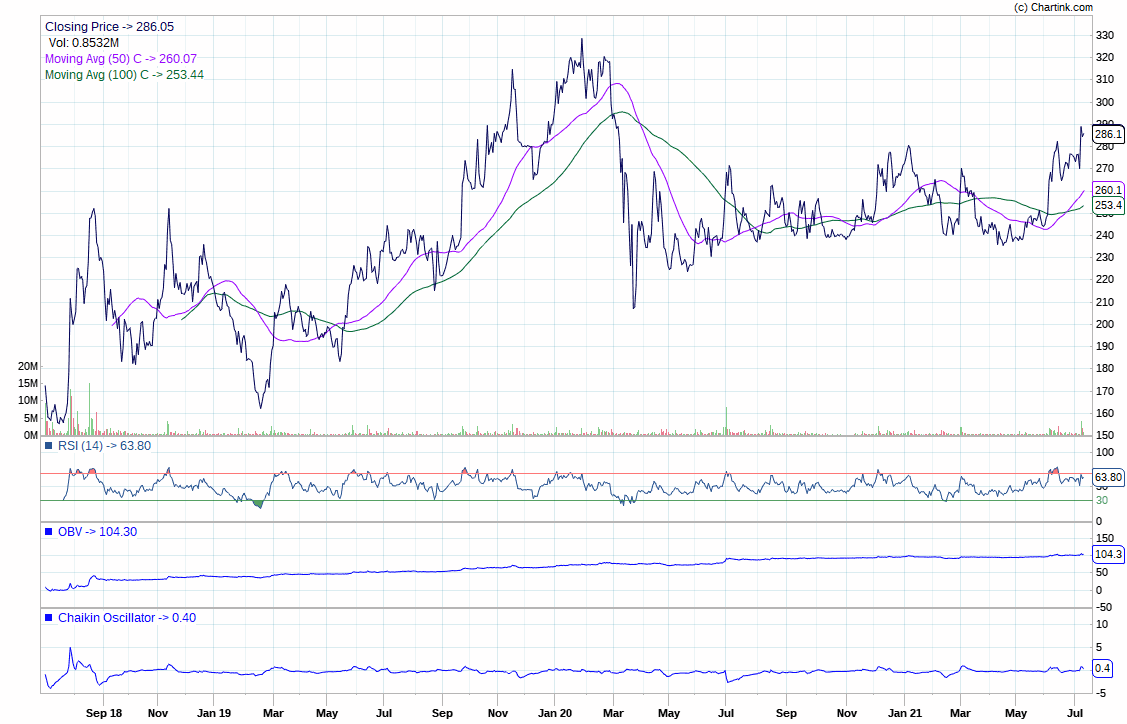 (c) Chartink.com
Closing Price -> 286.05
Vol: 0.8532M
Moving Avg (50) C -> 260.07
Moving Avg (100) C -> 253.44
330
320
310
300
290
286.1
280
270
260.1
253.4
250
240
230
220
210
200
190
180
170
160
150
20M
15M
10M
5M
0M
RSI (14) -> 63.80
100
63.80
50
30
0
OBV -> 104.30
150
104.3
50
0
-50
Chaikin Oscillator -> 0.40
10
5
0.4
-5
Sep 18 Nov Jan 19 Mar May Jul Sep Nov Jan 20 Mar May Jul Sep Nov Jan 21 Mar May Jul